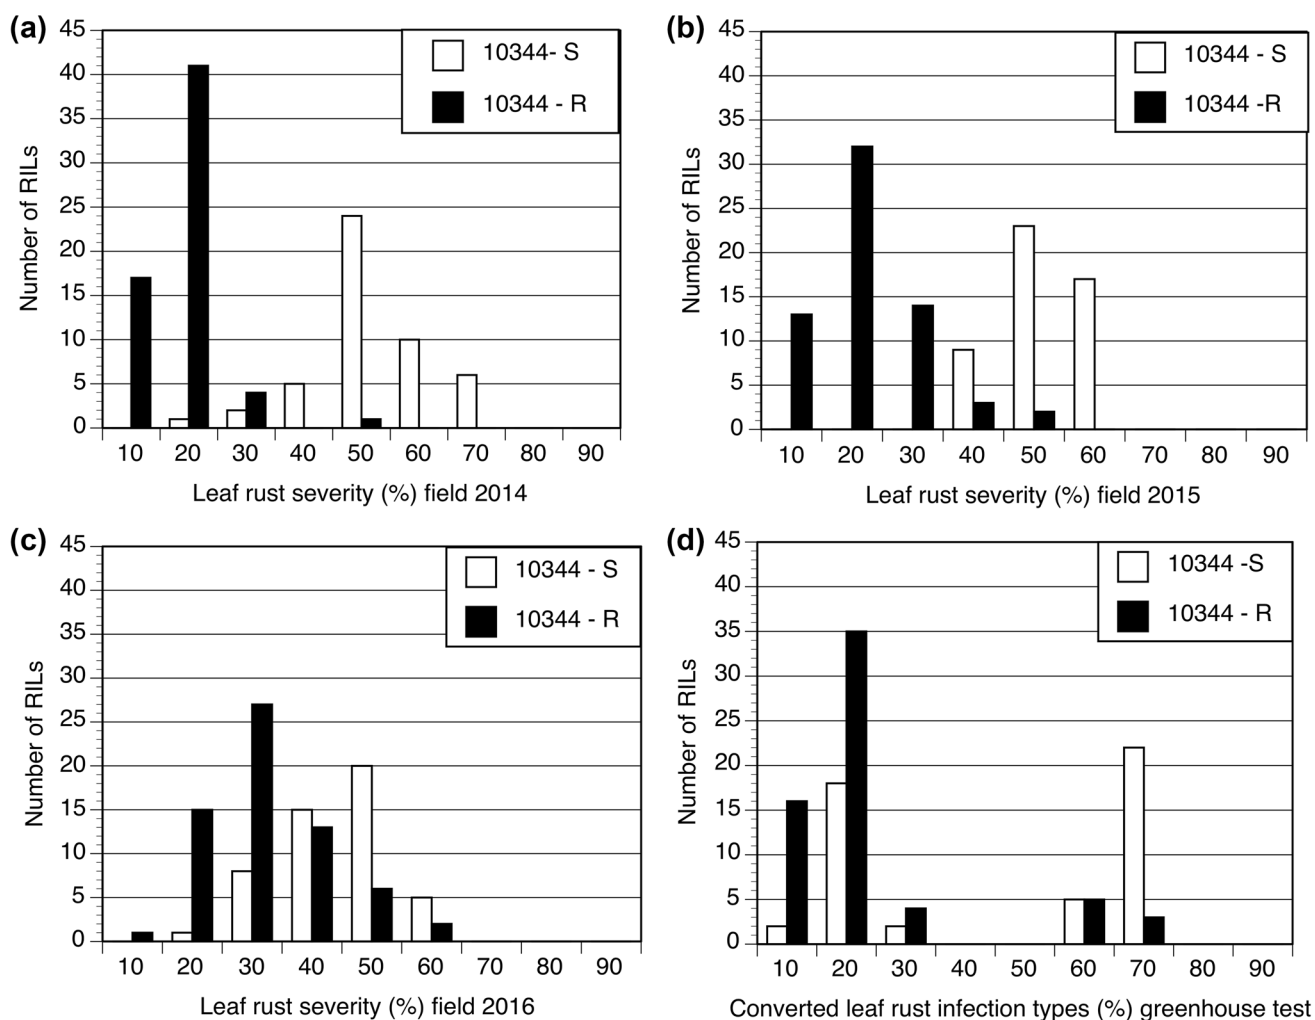 (a)
45
40
35
30
25
20
15
10
5
0
Number of RILs
10344- S
10344 - R
10 20 30 40 50 60 70 80 90
Leaf rust severity (%) field 2014
(b)
45
40
35
30
25
20
15
10
5
0
Number of RILs
10344 - S
10344 -R
10 20 30 40 50 60 70 80 90
Leaf rust severity (%) field 2015
(c)
45
40
35
30
25
20
15
10
5
0
Number of RILs
10344 - S
10344 - R
10 20 30 40 50 60 70 80 90
Leaf rust severity (%) field 2016
(d)
45
40
35
30
25
20
15
10
5
0
Number of RILs
10344 -S
10344 - R
10 20 30 40 50 60 70 80 90
Converted leaf rust infection types (%) greenhouse test